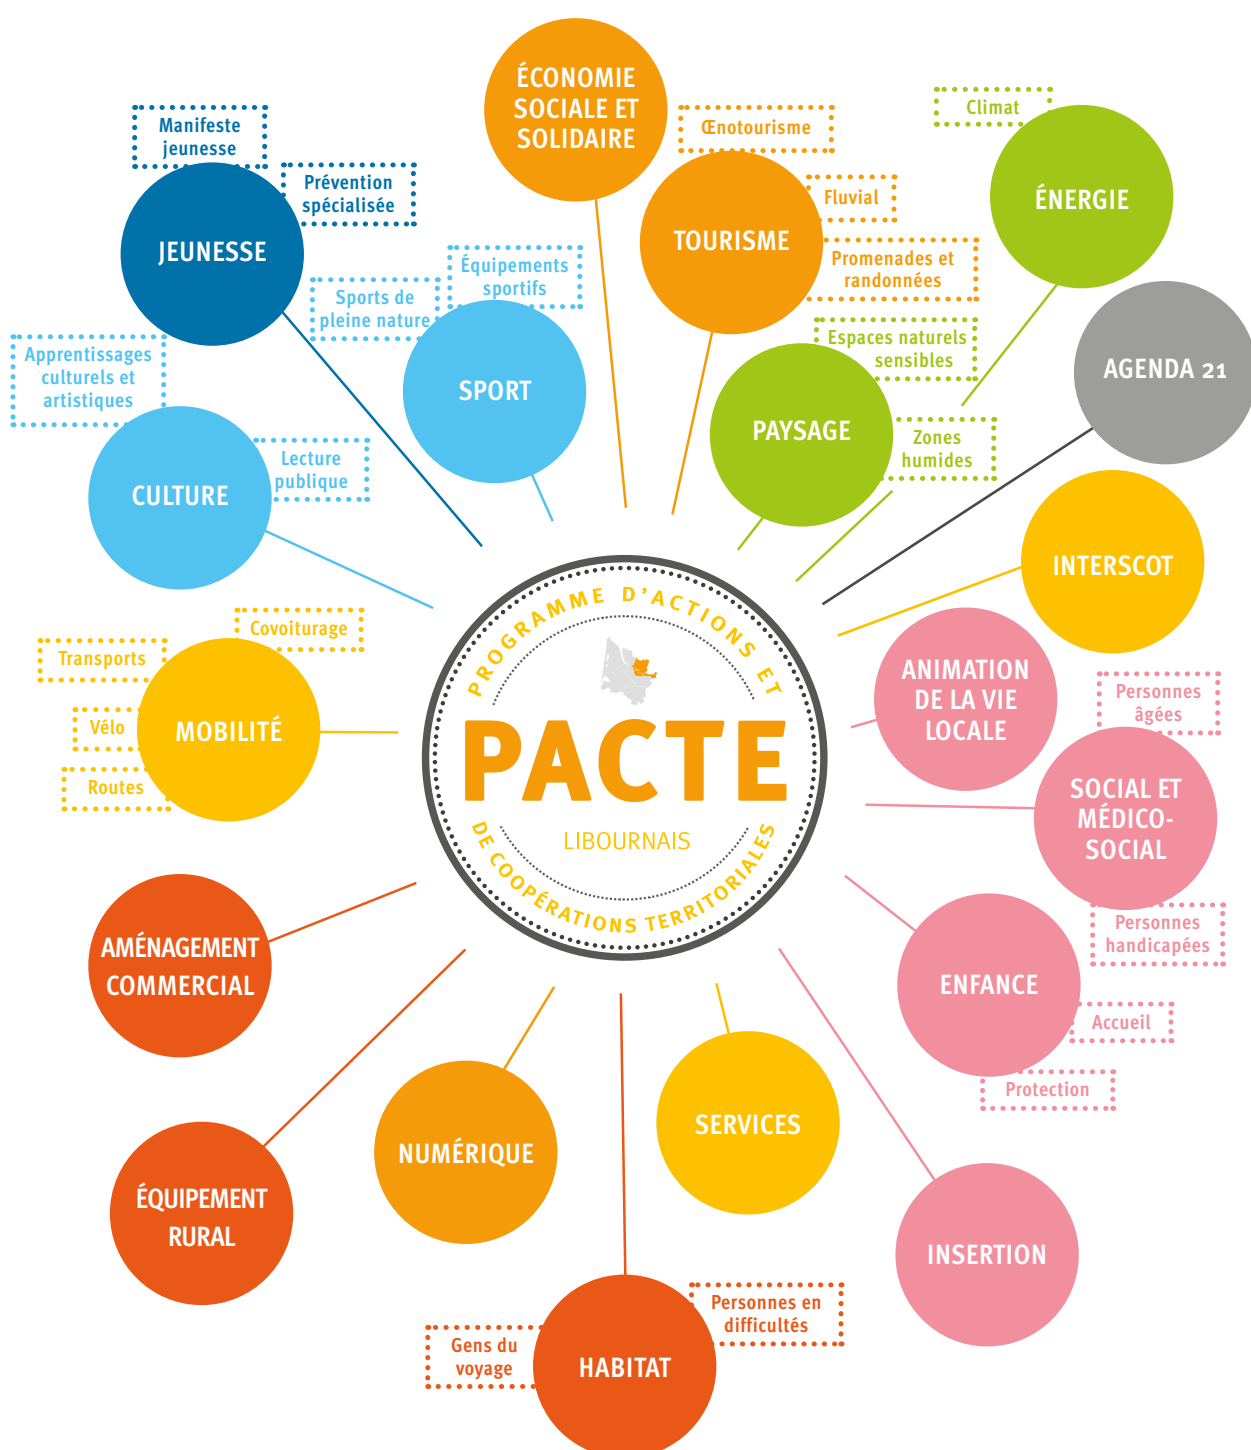 ÉCONOMIE
SOCIALE ET
SOLIDAIRE
Manifeste
jeunesse
Prévention
spécialisée
JEUNESSE
Œnotourisme
Fluvial
Promenades et
randonnées
TOURISME
Climat
ÉNERGIE
Équipements
sportifs
Sports de
pleine nature
SPORT
Apprentissages
culturels et
artistiques
Lecture
publique
CULTURE
Espaces naturels
sensibles
Zones
humides
PAYSAGE
AGENDA 21
INTERSCOT
Covoiturage
Transports
Vélo
Routes
MOBILITÉ
PROGRAMME D'ACTIONS ET
PACTE
LIBOURNAIS
DE COOPÉRATIONS TERRITORIALES
ANIMATION
DE LA VIE
LOCALE
Personnes
âgées
SOCIAL ET
MÉDICO-
SOCIAL
Personnes
handicapées
ENFANCE
Accueil
Protection
AMÉNAGEMENT
COMMERCIAL
ÉQUIPEMENT
RURAL
NUMÉRIQUE
SERVICES
INSERTION
Personnes en
difficultés
Gens du
voyage
HABITAT